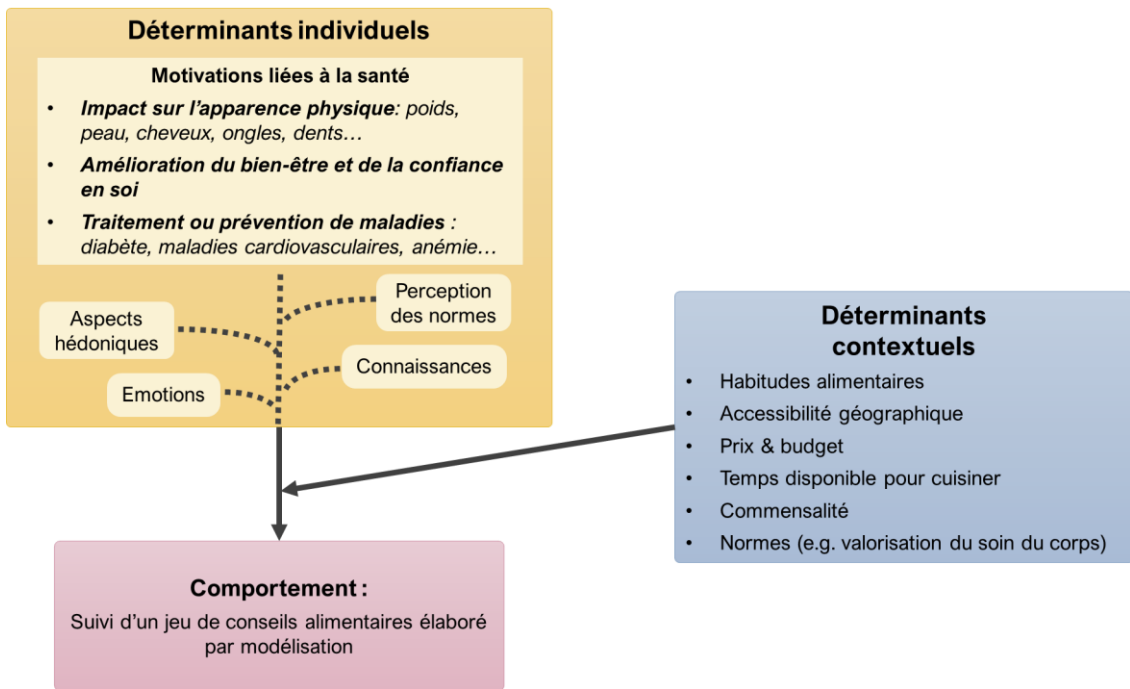 Déterminants individuels
Motivations liées à la santé
• Impact sur l'apparence physique: poids,
peau, cheveux, ongles, dents…
• Amélioration du bien-être et de la confiance
en soi
• Traitement ou prévention de maladies :
diabète, maladies cardiovasculaires, anémie…
Perception
des normes
Aspects
hédoniques
Connaissances
Emotions
Déterminants
contextuels
• Habitudes alimentaires
• Accessibilité géographique
• Prix & budget
• Temps disponible pour cuisiner
• Commensalité
• Normes (e.g. valorisation du soin du corps)
Comportement :
Suivi d'un jeu de conseils alimentaires élaboré
par modélisation